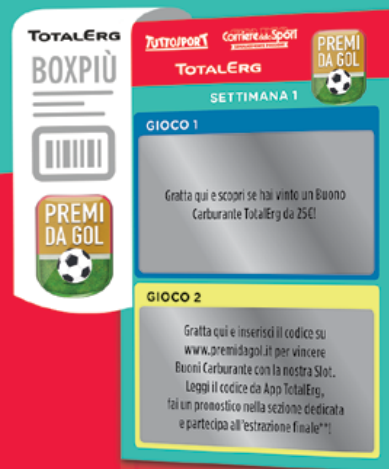 TOTALERG
BOXPIÙ
PREMI
DA GOL
TUTTOSPORT
Corriere dello Sport
PREMI
DA GOL
TOTALERG
SETTIMANA 1
GIOCO 1
Gratta qui e scopri se hai vinto un Buono
Carburante TotalErg da 25€!
GIOCO 2
Gratta qui e inserisci il codice su
www.premidagol.it per vincere
Buoni Carburante con la nostra Slot.
Leggi il codice da App TotalErg,
fai un pronostico nella sezione dedicata
e partecipa all'estrazione finale**!